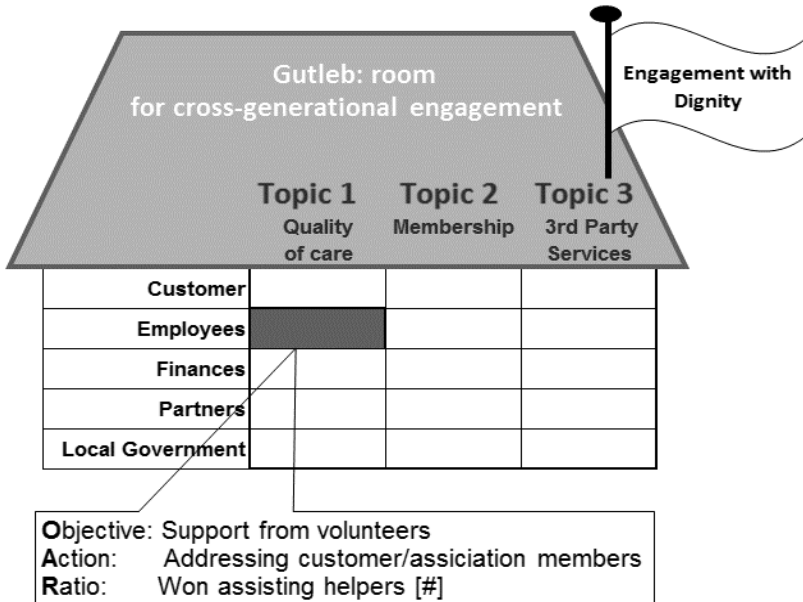 Gutleb: room
for cross-generational engagement
Engagement with
Dignity
Topic 1 Topic 2 Topic 3
Quality
of care
Membership
3rd Party
Services
Customer
Employees
Finances
Partners
Local Government
Objective: Support from volunteers
Action: Addressing customer/assiciation members
Ratio: Won assisting helpers [#]